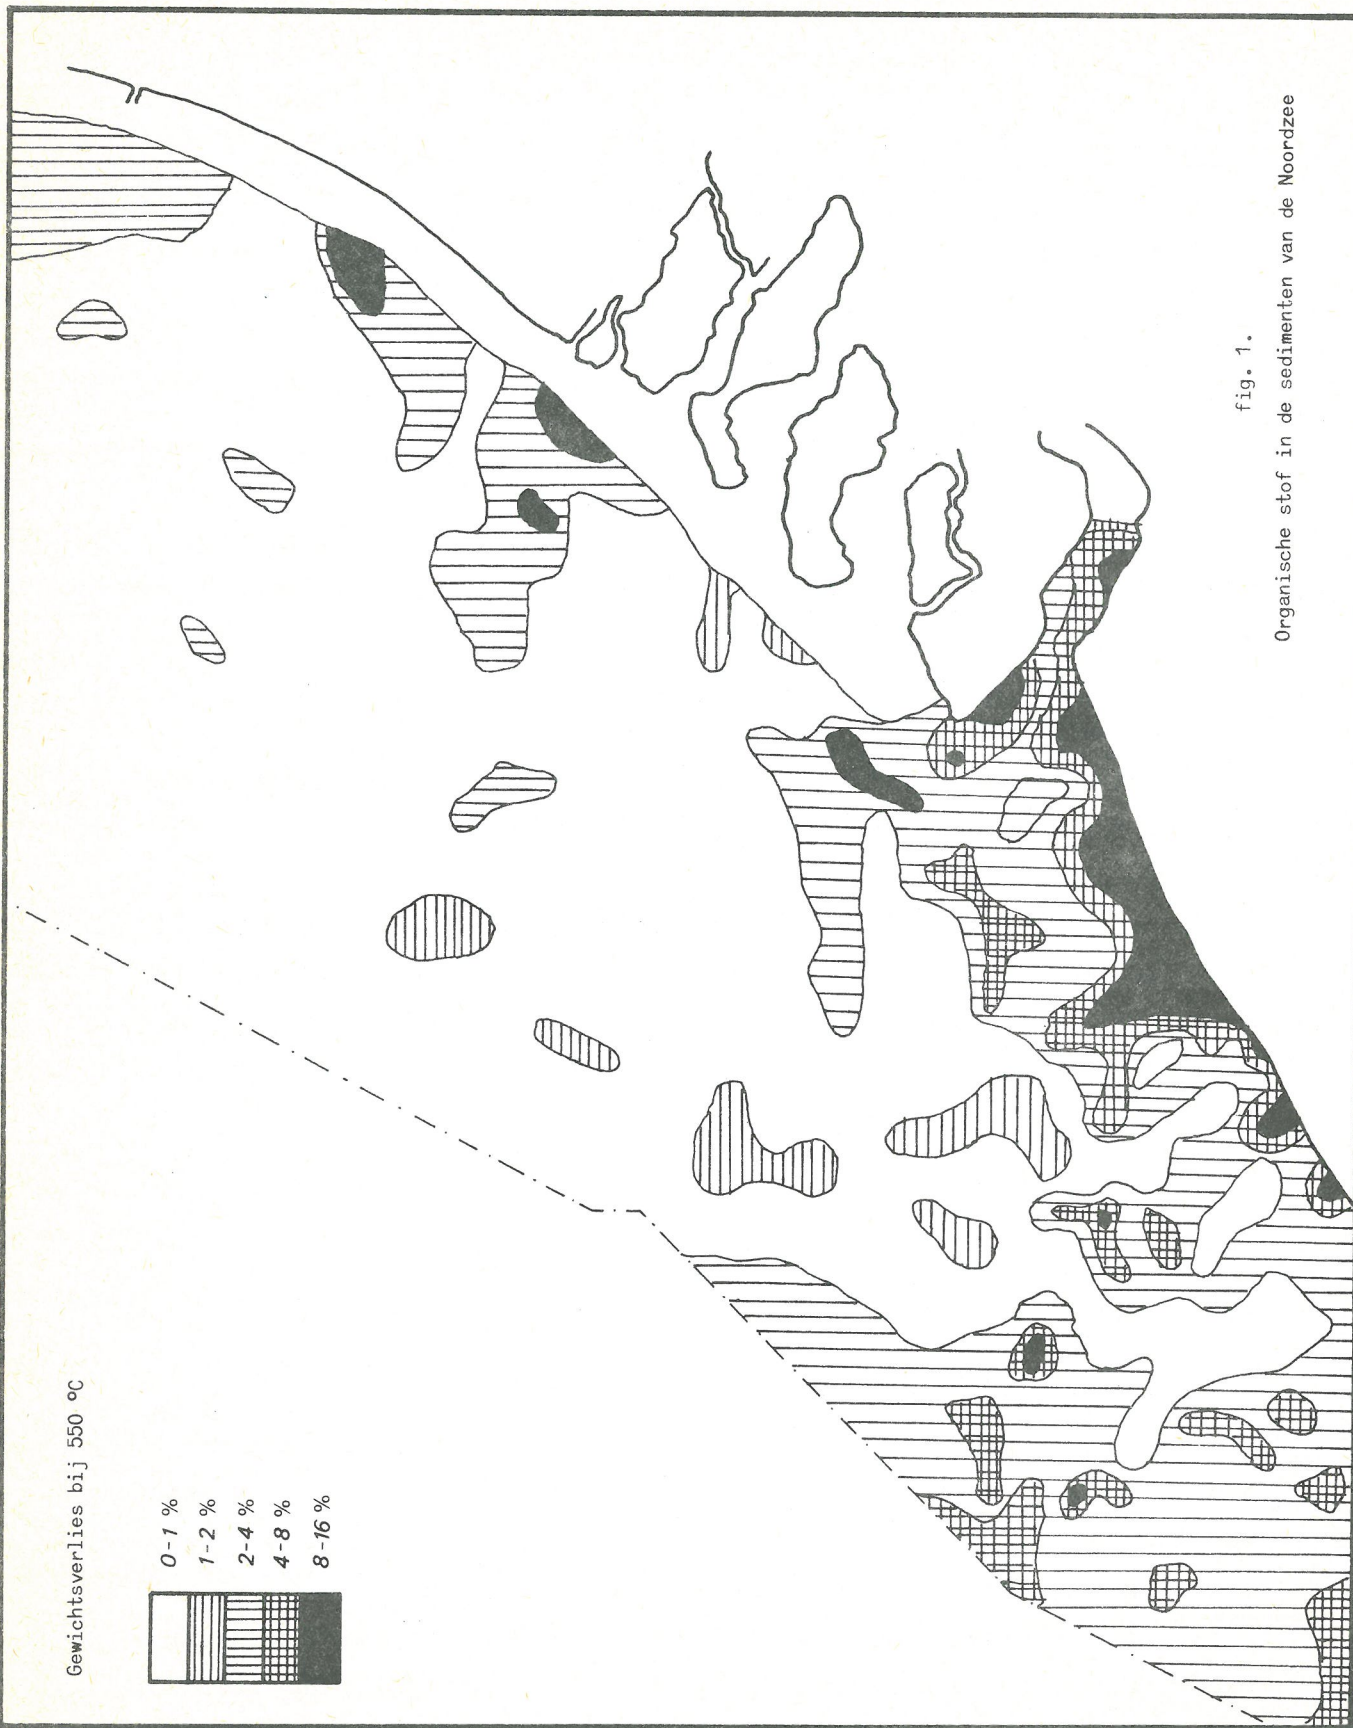 Gewichtsverlies bij 550 °C
0-1 %
1-2 %
2-4 %
4-8 %
8-16 %
fig. 1.
Organische stof in de sedimenten van de Noordzee